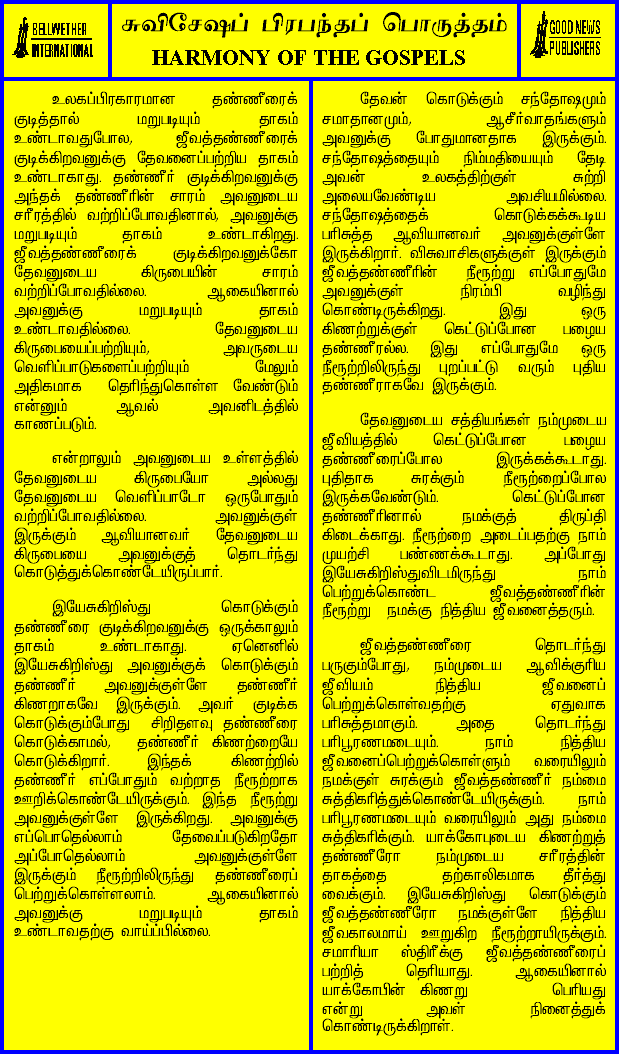 BELLWETHER
INTERNATIONAL
சுவிசேஷப் பிரபந்தப் பொருத்தம்
HARMONY OF THE GOSPELS
GOOD NEWS
PUBLISHERS
உலகப்பிரகாரமான தண்ணீரைக்
குடித்தால் மறுபடியும் தாகம்
உண்டாவதுபோல, ஜீவத்தண்ணீரைக்
குடிக்கிறவனுக்கு தேவனைப்பற்றிய தாகம்
உண்டாகாது. தண்ணீர் குடிக்கிறவனுக்கு
அந்தத் தண்ணீரின் சாரம் அவனுடைய
சரீரத்தில் வற்றிப்போவதினால், அவனுக்கு
மறுபடியும் தாகம் உண்டாகிறது.
ஜீவத்தண்ணீரைக் குடிக்கிறவனுக்கோ
தேவனுடைய கிருபையின் சாரம்
வற்றிப்போவதில்லை. ஆகையினால்
அவனுக்கு மறுபடியும் தாகம்
உண்டாவதில்லை. தேவனுடைய
கிருபையைப்பற்றியும், அவருடைய
வெளிப்பாடுகளைப்பற்றியும் மேலும்
அதிகமாக தெரிந்துகொள்ள வேண்டும்
என்னும் ஆவல் அவனிடத்தில்
காணப்படும்.
என்றாலும் அவனுடைய உள்ளத்தில்
தேவனுடைய கிருபையோ அல்லது
தேவனுடைய வெளிப்பாடோ ஒருபோதும்
வற்றிப்போவதில்லை. அவனுக்குள்
இருக்கும் ஆவியானவர் தேவனுடைய
கிருபையை அவனுக்குத் தொடர்ந்து
கொடுத்துக்கொண்டேயிருப்பார்.
இயேசுகிறிஸ்து கொடுக்கும்
தண்ணீரை குடிக்கிறவனுக்கு ஒருக்காலும்
தாகம் உண்டாகாது. ஏனெனில்
இயேசுகிறிஸ்து அவனுக்குக் கொடுக்கும்
தண்ணீர் அவனுக்குள்ளே தண்ணீர்
கிணறாகவே இருக்கும். அவர் குடிக்க
கொடுக்கும்போது சிறிதளவு தண்ணீரை
கொடுக்காமல், தண்ணீர் கிணற்றையே
கொடுக்கிறார். இந்தக் கிணற்றில்
தண்ணீர் எப்போதும் வற்றாத நீரூற்றாக
ஊறிக்கொண்டேயிருக்கும். இந்த நீரூற்று
அவனுக்குள்ளே இருக்கிறது. அவனுக்கு
எப்பொதெல்லாம் தேவைப்படுகிறதோ
அப்போதெல்லாம் அவனுக்குள்ளே
இருக்கும் நீரூற்றிலிருந்து தண்ணீரைப்
பெற்றுக்கொள்ளலாம். ஆகையினால்
அவனுக்கு மறுபடியும் தாகம்
உண்டாவதற்கு வாய்ப்பில்லை.
தேவன் கொடுக்கும் சந்தோஷமும்
சமாதானமும், ஆசீர்வாதங்களும்
அவனுக்கு போதுமானதாக இருக்கும்.
சந்தோஷத்தையும் நிம்மதியையும் தேடி
அவன் உலகத்திற்குள் சுற்றி
அலையவேண்டிய அவசியமில்லை.
சந்தோஷத்தைக் கொடுக்கக்கூடிய
பரிசுத்த ஆவியானவர் அவனுக்குள்ளே
இருக்கிறார். விசுவாசிகளுக்குள் இருக்கும்
ஜீவத்தண்ணீரின் நீரூற்று எப்போதுமே
அவனுக்குள் நிரம்பி வழிந்து
கொண்டிருக்கிறது. இது ஒரு
கிணற்றுக்குள் கெட்டுப்போன பழைய
தண்ணீரல்ல. இது எப்போதுமே ஒரு
நீரூற்றிலிருந்து புறப்பட்டு வரும் புதிய
தண்ணீராகவே இருக்கும்.
தேவனுடைய சத்தியங்கள் நம்முடைய
ஜீவியத்தில் கெட்டுப்போன பழைய
தண்ணீரைப்போல இருக்கக்கூடாது.
புதிதாக சுரக்கும் நீரூற்றைப்போல
இருக்கவேண்டும். கெட்டுப்போன
தண்ணீரினால் நமக்குத் திருப்தி
கிடைக்காது. நீரூற்றை அடைப்பதற்கு நாம்
முயற்சி பண்ணக்கூடாது. அப்போது
இயேசுகிறிஸ்துவிடமிருந்து நாம்
பெற்றுக்கொண்ட ஜீவத்தண்ணீரின்
நீரூற்று நமக்கு நித்திய ஜீவனைத்தரும்.
ஜீவத்தண்ணீரை தொடர்ந்து
பருகும்போது, நம்முடைய ஆவிக்குரிய
ஜீவியம் நித்திய ஜீவனைப்
பெற்றுக்கொள்வதற்கு ஏதுவாக
பரிசுத்தமாகும். அதை தொடர்ந்து
பரிபூரணமடையும். நாம் நித்திய
ஜீவனைப்பெற்றுக்கொள்ளும் வரையிலும்
நமக்குள் சுரக்கும் ஜீவத்தண்ணீர் நம்மை
சுத்திகரித்துக்கொண்டேயிருக்கும். நாம்
பரிபூரணமடையும் வரையிலும் அது நம்மை
சுத்திகரிக்கும். யாக்கோபுடைய கிணற்றுத்
தண்ணீரோ நம்முடைய சரீரத்தின்
தாகத்தை தற்காலிகமாக தீர்த்து
வைக்கும். இயேசுகிறிஸ்து கொடுக்கும்
ஜீவத்தண்ணீரோ நமக்குள்ளே நித்திய
ஜீவகாலமாய் ஊறுகிற நீரூற்றாயிருக்கும்.
சமாரியா ஸ்திரீக்கு ஜீவத்தண்ணீரைப்
பற்றித் தெரியாது. ஆகையினால்
யாக்கோபின் கிணறு பெரியது
என்று அவள் நினைத்துக்
கொண்டிருக்கிறாள்.